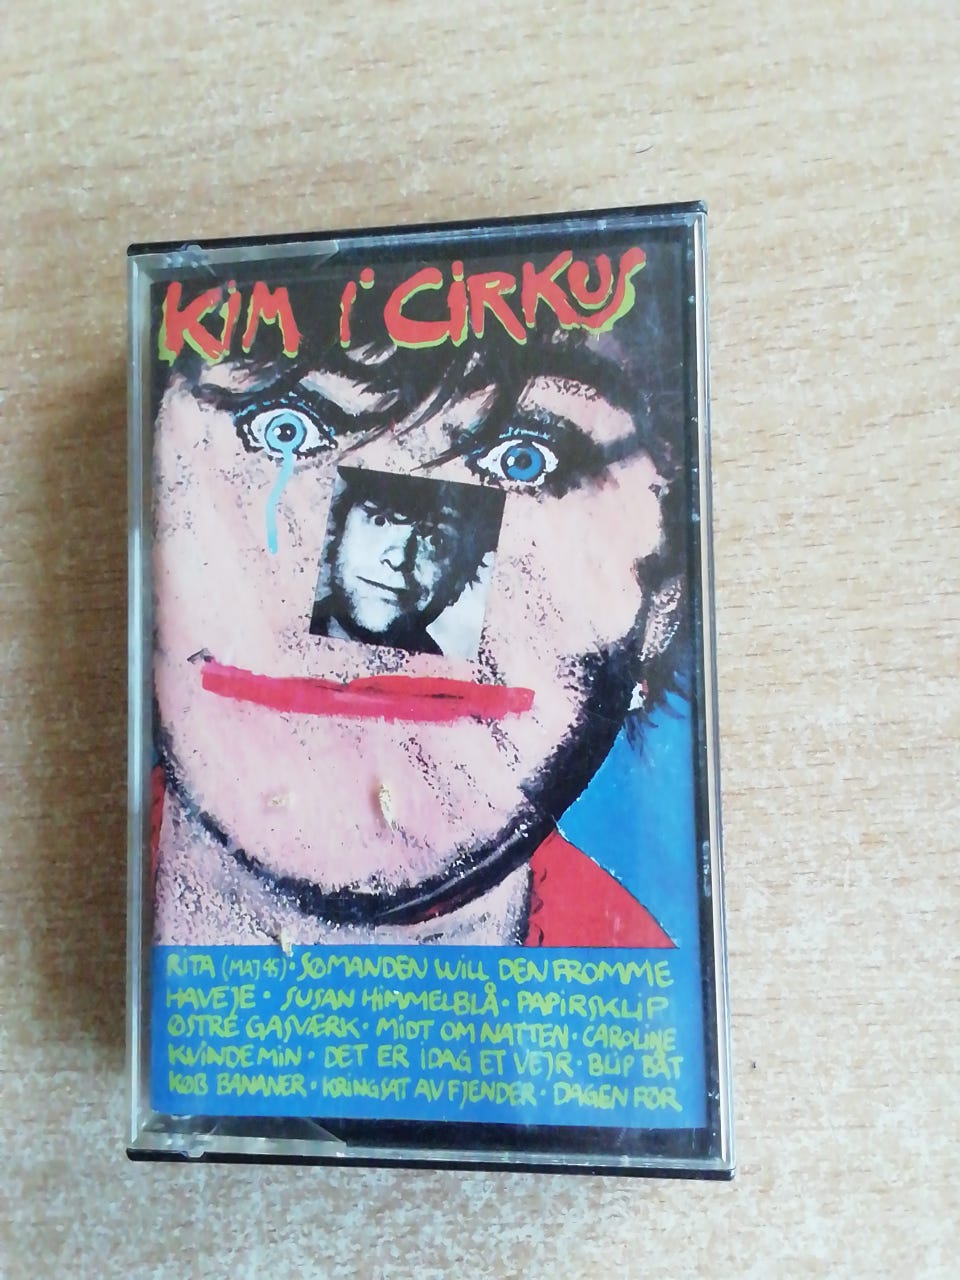 KIM I CIRKUS
RITA (MAJ 45) · SØMANDEN WILL DEN FROMME
HAVEJE · SUSAN HIMMELBLÅ · PAPIRSKLIP
ØSTRE GASVÆRK · MIDT OM NATTEN · CAROLINE
KVINDE MIN · DET ER IDAG ET VEJR · BLIP BÅT
KØB BANANER · KRINGSAT AV FJENDER · DAGEN FØR